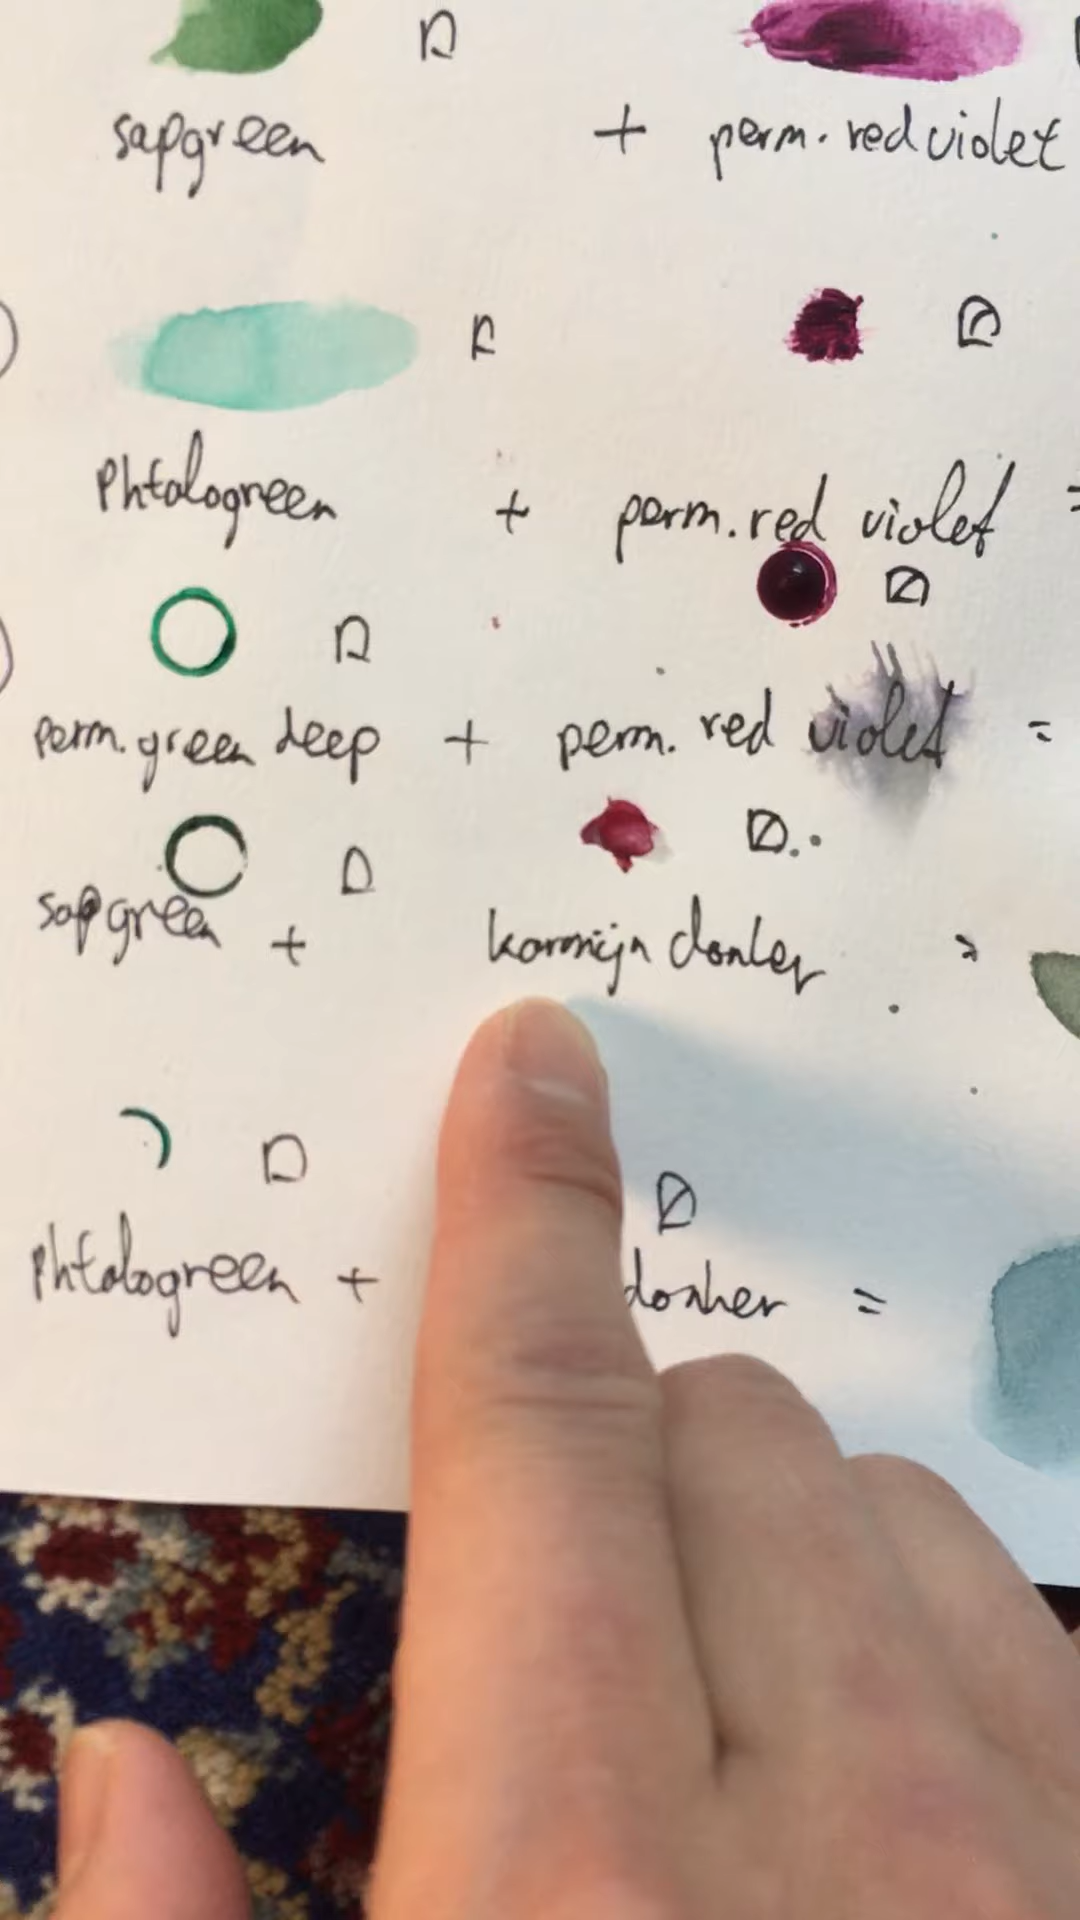 sapgreen + perm. red violet
Phtalogreen + perm. red violet =
perm. green deep + perm. red violet =
sapgreen + karmijn donker =
Phtalogreen + donker =